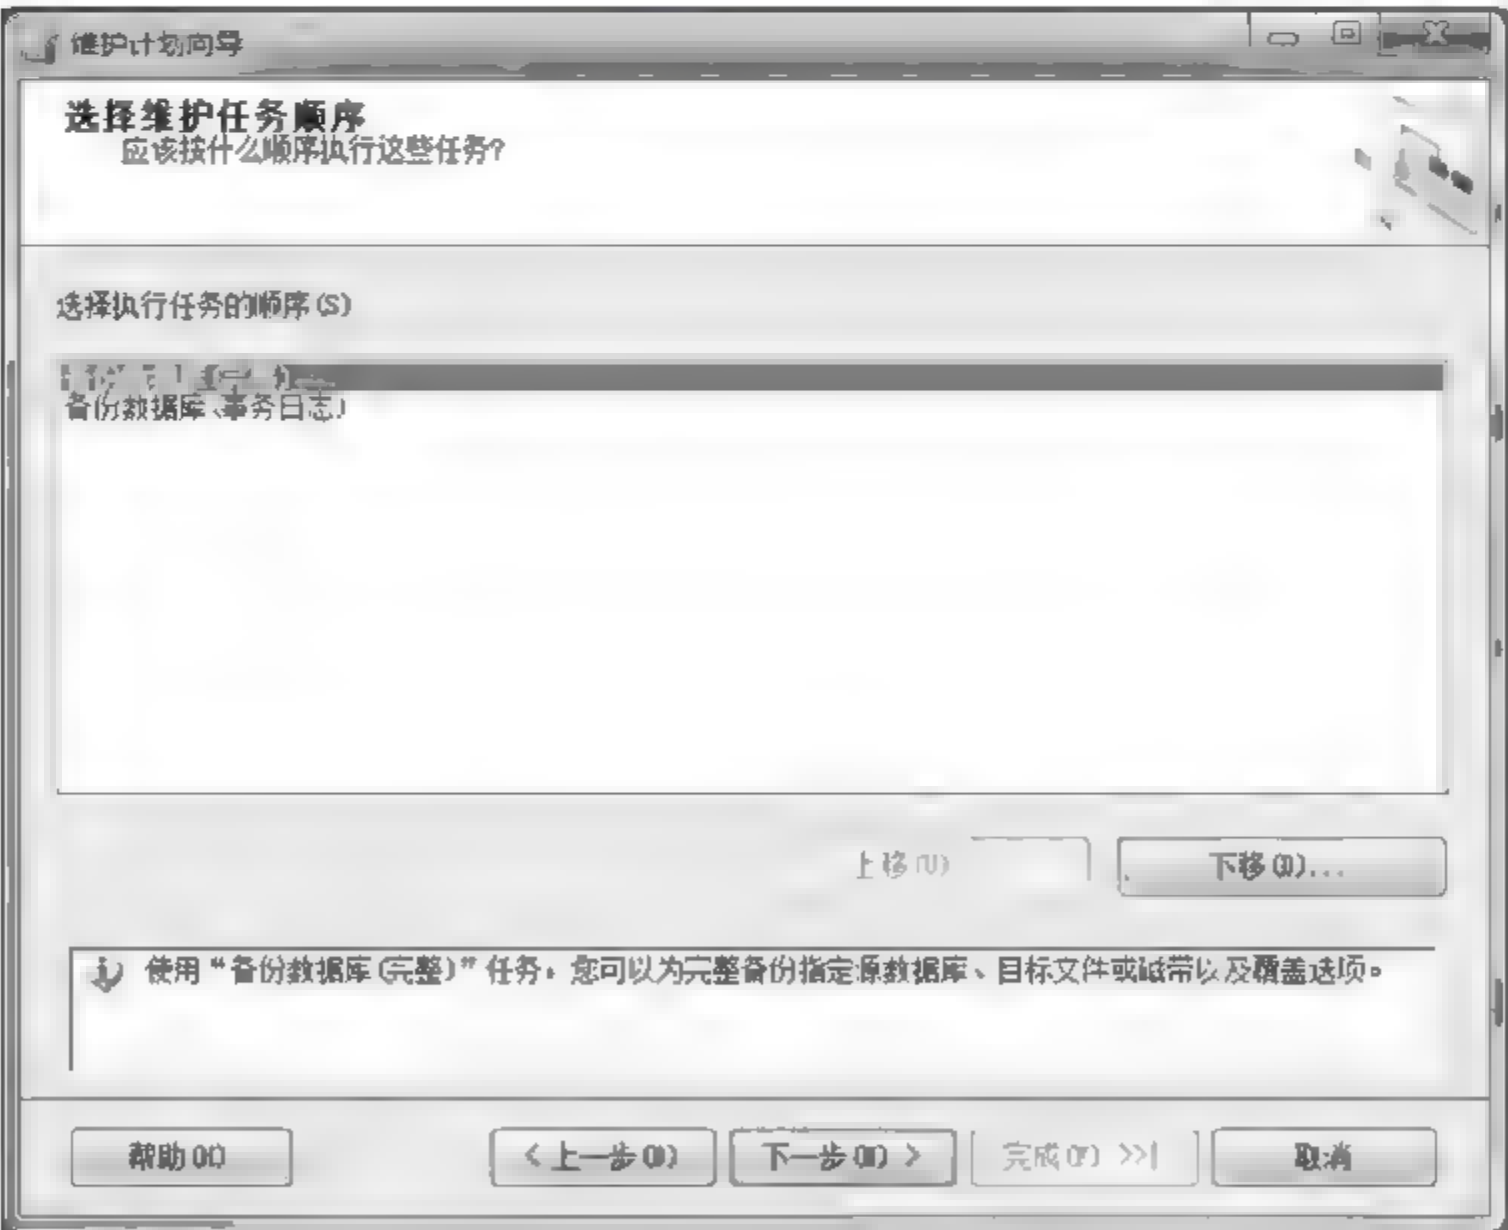 维护计划向导
选择维护任务顺序
应该按什么顺序执行这些任务?
选择执行任务的顺序(S)
备份数据库(事务日志)
上移(U)
下移(D)...
使用“备份数据库(完整)”任务，您可以为完整备份指定源数据库、目标文件或磁带以及覆盖选项。
帮助(H)
< 上一步(B)
下一步(N) >
完成(F) >>|
取消